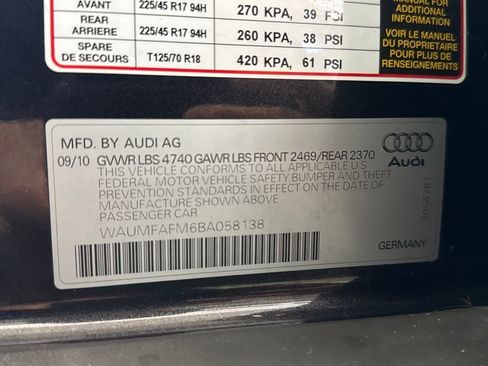 AVANT 225/45 R17 94H 270 KPA, 39 PSI
REAR
ARRIERE 225/45 R17 94H 260 KPA, 38 PSI
SPARE
DE SECOURS T125/70 R18 420 KPA, 61 PSI
MANUAL FOR
ADDITIONAL
INFORMATION
VOIR LE MANUEL
DU PROPRIETAIRE
POUR PLUS DE
RENSEIGNEMENTS
MFD. BY AUDI AG
09/10 GVWR LBS 4740 GAWR LBS FRONT 2469/REAR 2370
THIS VEHICLE CONFORMS TO ALL APPLICABLE U S
FEDERAL MOTOR VEHICLE SAFETY BUMPER AND THEFT
PREVENTION STANDARDS IN EFFECT ON THE DATE OF
MANUFACTURE SHOWN ABOVE
PASSENGER CAR
WAUMFAFM6BA058138
Audi
GERMANY